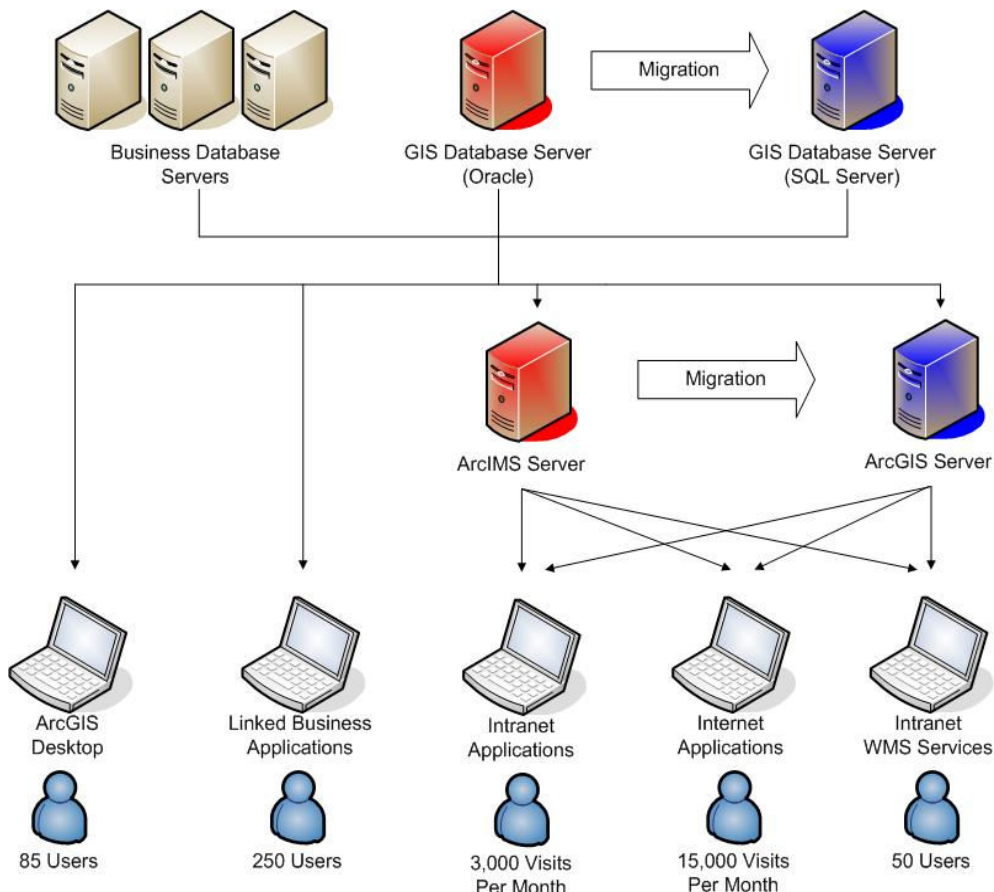 Migration
Business Database
Servers
GIS Database Server
(Oracle)
GIS Database Server
(SQL Server)
Migration
ArcIMS Server
ArcGIS Server
ArcGIS
Desktop
Linked Business
Applications
Intranet
Applications
Internet
Applications
Intranet
WMS Services
85 Users
250 Users
3,000 Visits
Per Month
15,000 Visits
Per Month
50 Users